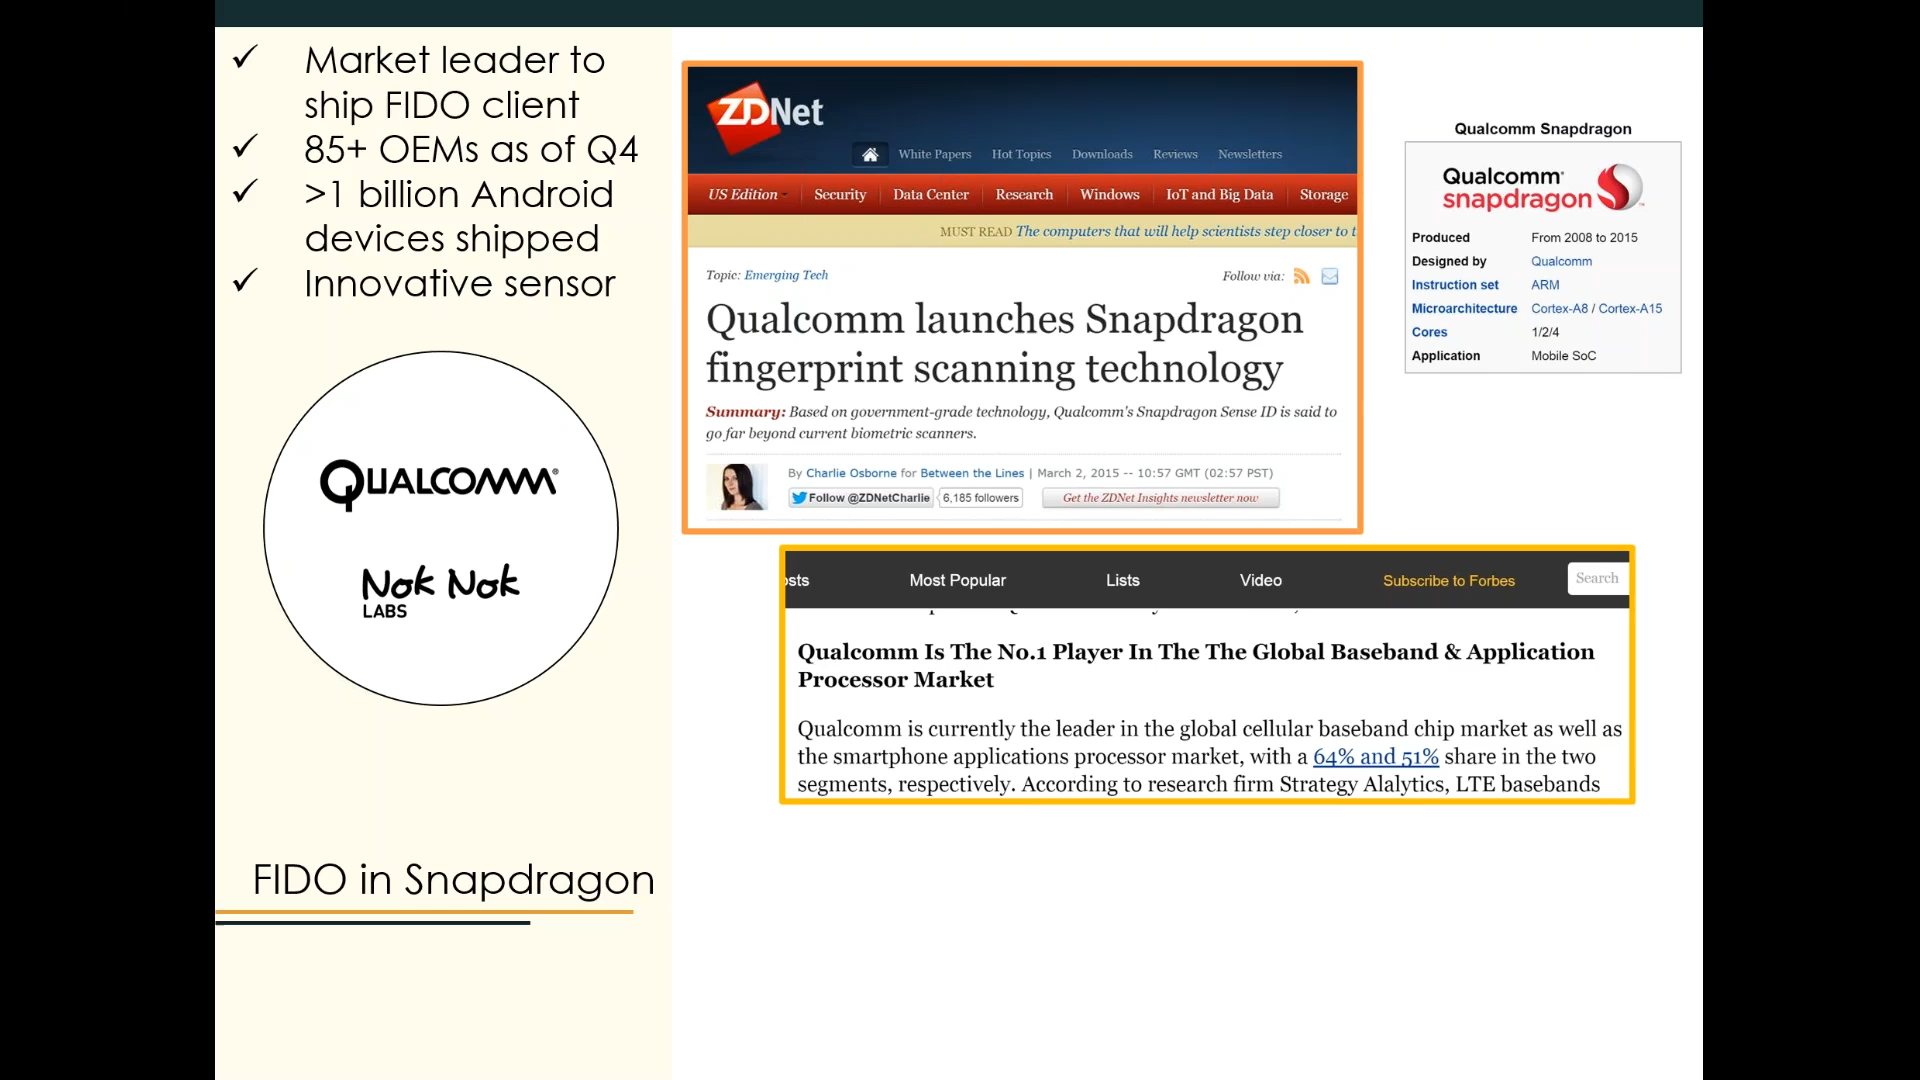 ✓ Market leader to
ship FIDO client
✓ 85+ OEMs as of Q4
✓ >1 billion Android
devices shipped
✓ Innovative sensor
QUALCOMM®
Nok Nok
LABS
FIDO in Snapdragon
ZDNet
White Papers Hot Topics Downloads Reviews Newsletters
US Edition Security Data Center Research Windows IoT and Big Data Storage
MUST READ The computers that will help scientists step closer to t
Topic: Emerging Tech Follow via:
Qualcomm launches Snapdragon
fingerprint scanning technology
Summary: Based on government-grade technology, Qualcomm's Snapdragon Sense ID is said to
go far beyond current biometric scanners.
By Charlie Osborne for Between the Lines | March 2, 2015 -- 10:57 GMT (02:57 PST)
Follow @ZDNetCharlie 6,185 followers Get the ZDNet Insights newsletter now
Qualcomm Snapdragon
Qualcomm®
snapdragon™
Produced From 2008 to 2015
Designed by Qualcomm
Instruction set ARM
Microarchitecture Cortex-A8 / Cortex-A15
Cores 1/2/4
Application Mobile SoC
osts Most Popular Lists Video Subscribe to Forbes Search
Qualcomm Is The No.1 Player In The The Global Baseband & Application
Processor Market
Qualcomm is currently the leader in the global cellular baseband chip market as well as
the smartphone applications processor market, with a 64% and 51% share in the two
segments, respectively. According to research firm Strategy Alalytics, LTE basebands